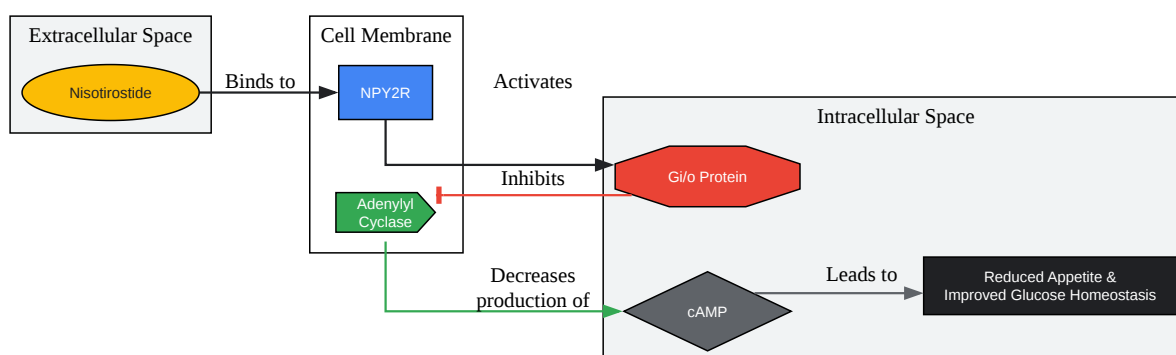 Extracellular Space
Cell Membrane
Nisotirostide
Binds to
NPY2R
Activates
Intracellular Space
Gi/o Protein
Inhibits
Adenylyl
Cyclase
Decreases
production of
cAMP
Leads to
Reduced Appetite &
Improved Glucose Homeostasis